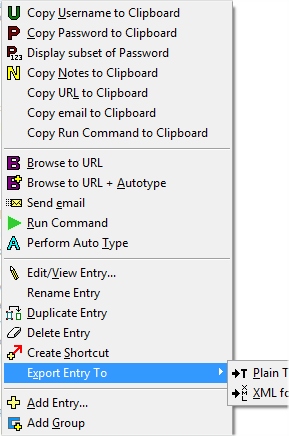 Copy Username to Clipboard
Copy Password to Clipboard
Display subset of Password
Copy Notes to Clipboard
Copy URL to Clipboard
Copy email to Clipboard
Copy Run Command to Clipboard
Browse to URL
Browse to URL + Autotype
Send email
Run Command
Perform Auto Type
Edit/View Entry...
Rename Entry
Duplicate Entry
Delete Entry
Create Shortcut
Export Entry To
Plain T
XML fo
Add Entry...
Add Group